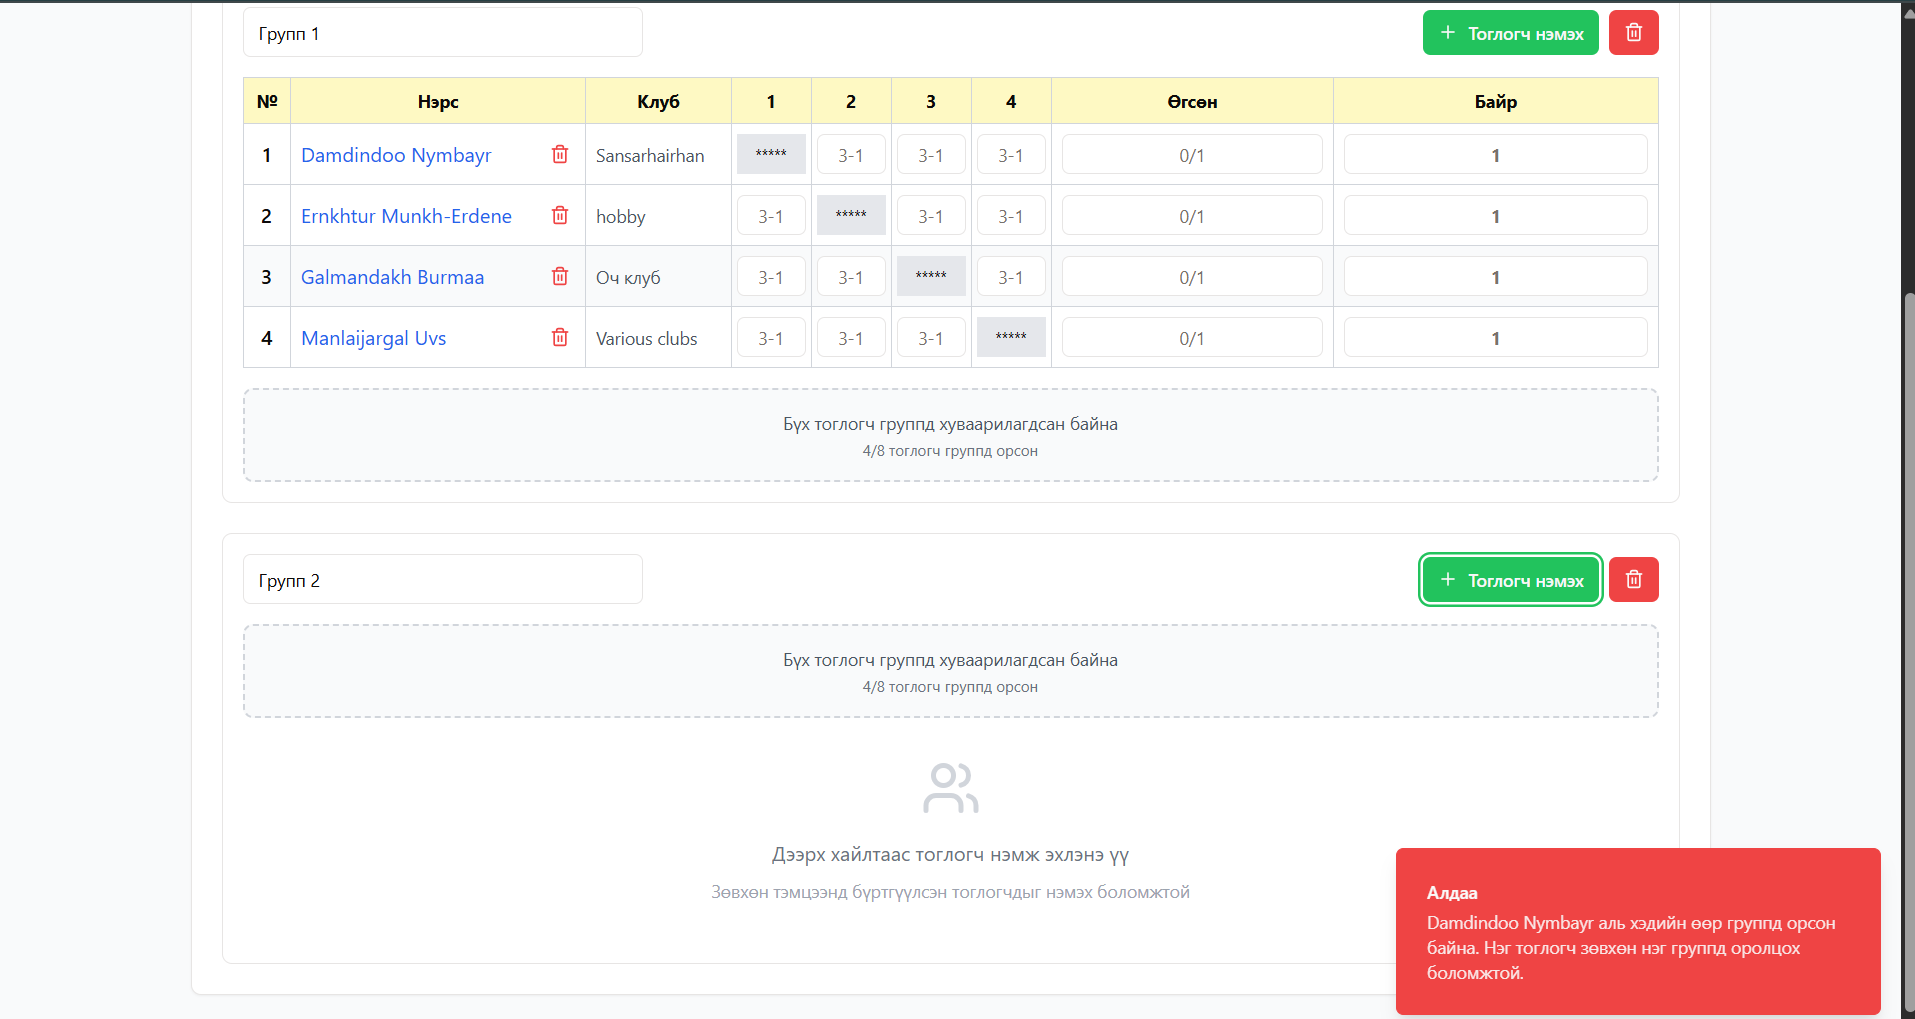 Групп 1
+ Тоглогч нэмэх
№ Нэрс Клуб 1 2 3 4 Өгсөн Байр
1 Damdindoo Nymbayr Sansarhairhan ***** 3-1 3-1 3-1 0/1 1
2 Ernkhtur Munkh-Erdene hobby 3-1 ***** 3-1 3-1 0/1 1
3 Galmandakh Burmaa Оч клуб 3-1 3-1 ***** 3-1 0/1 1
4 Manlaijargal Uvs Various clubs 3-1 3-1 3-1 ***** 0/1 1
Бүх тоглогч группд хуваарилагдсан байна
4/8 тоглогч группд орсон
Групп 2
+ Тоглогч нэмэх
Бүх тоглогч группд хуваарилагдсан байна
4/8 тоглогч группд орсон
Дээрх хайлтаас тоглогч нэмж эхлэнэ үү
Зөвхөн тэмцээнд бүртгүүлсэн тоглогчдыг нэмэх боломжтой
Алдаа
Damdindoo Nymbayr аль хэдийн өөр группд орсон
байна. Нэг тоглогч зөвхөн нэг группд оролцох
боломжтой.